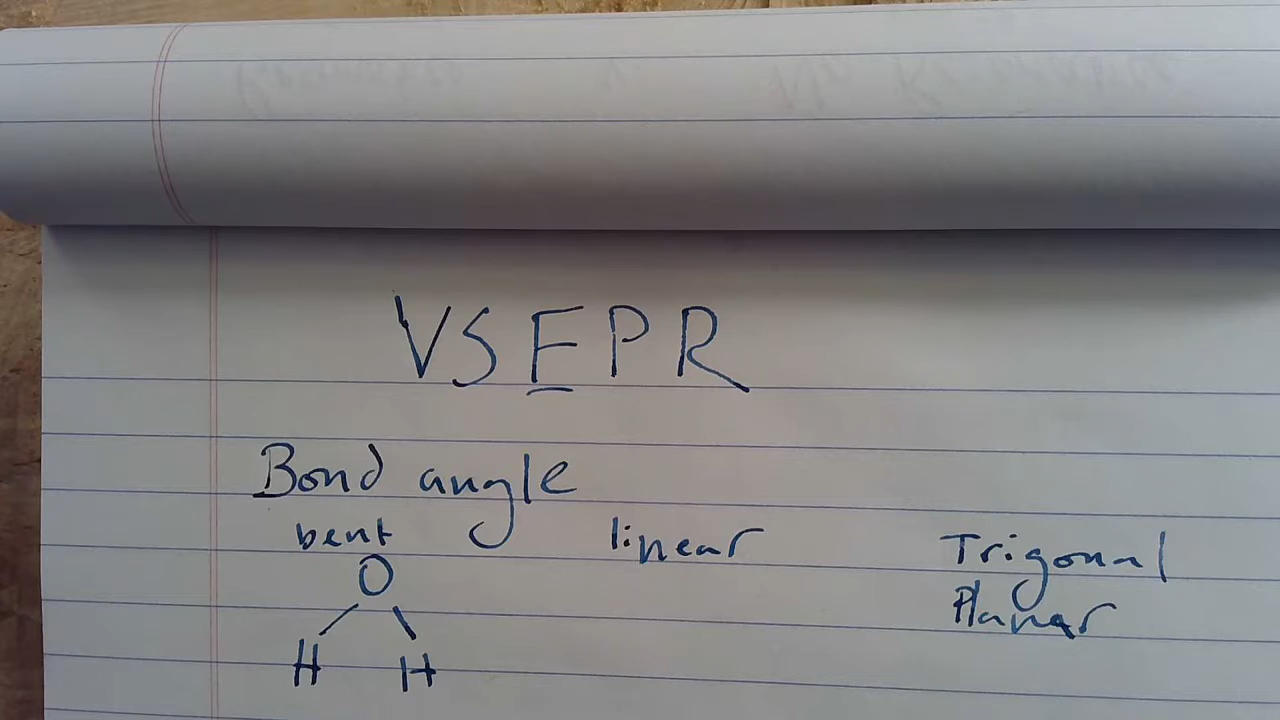 VSEPR
Bond angle
bent linear Trigonal
Planar
O
H H